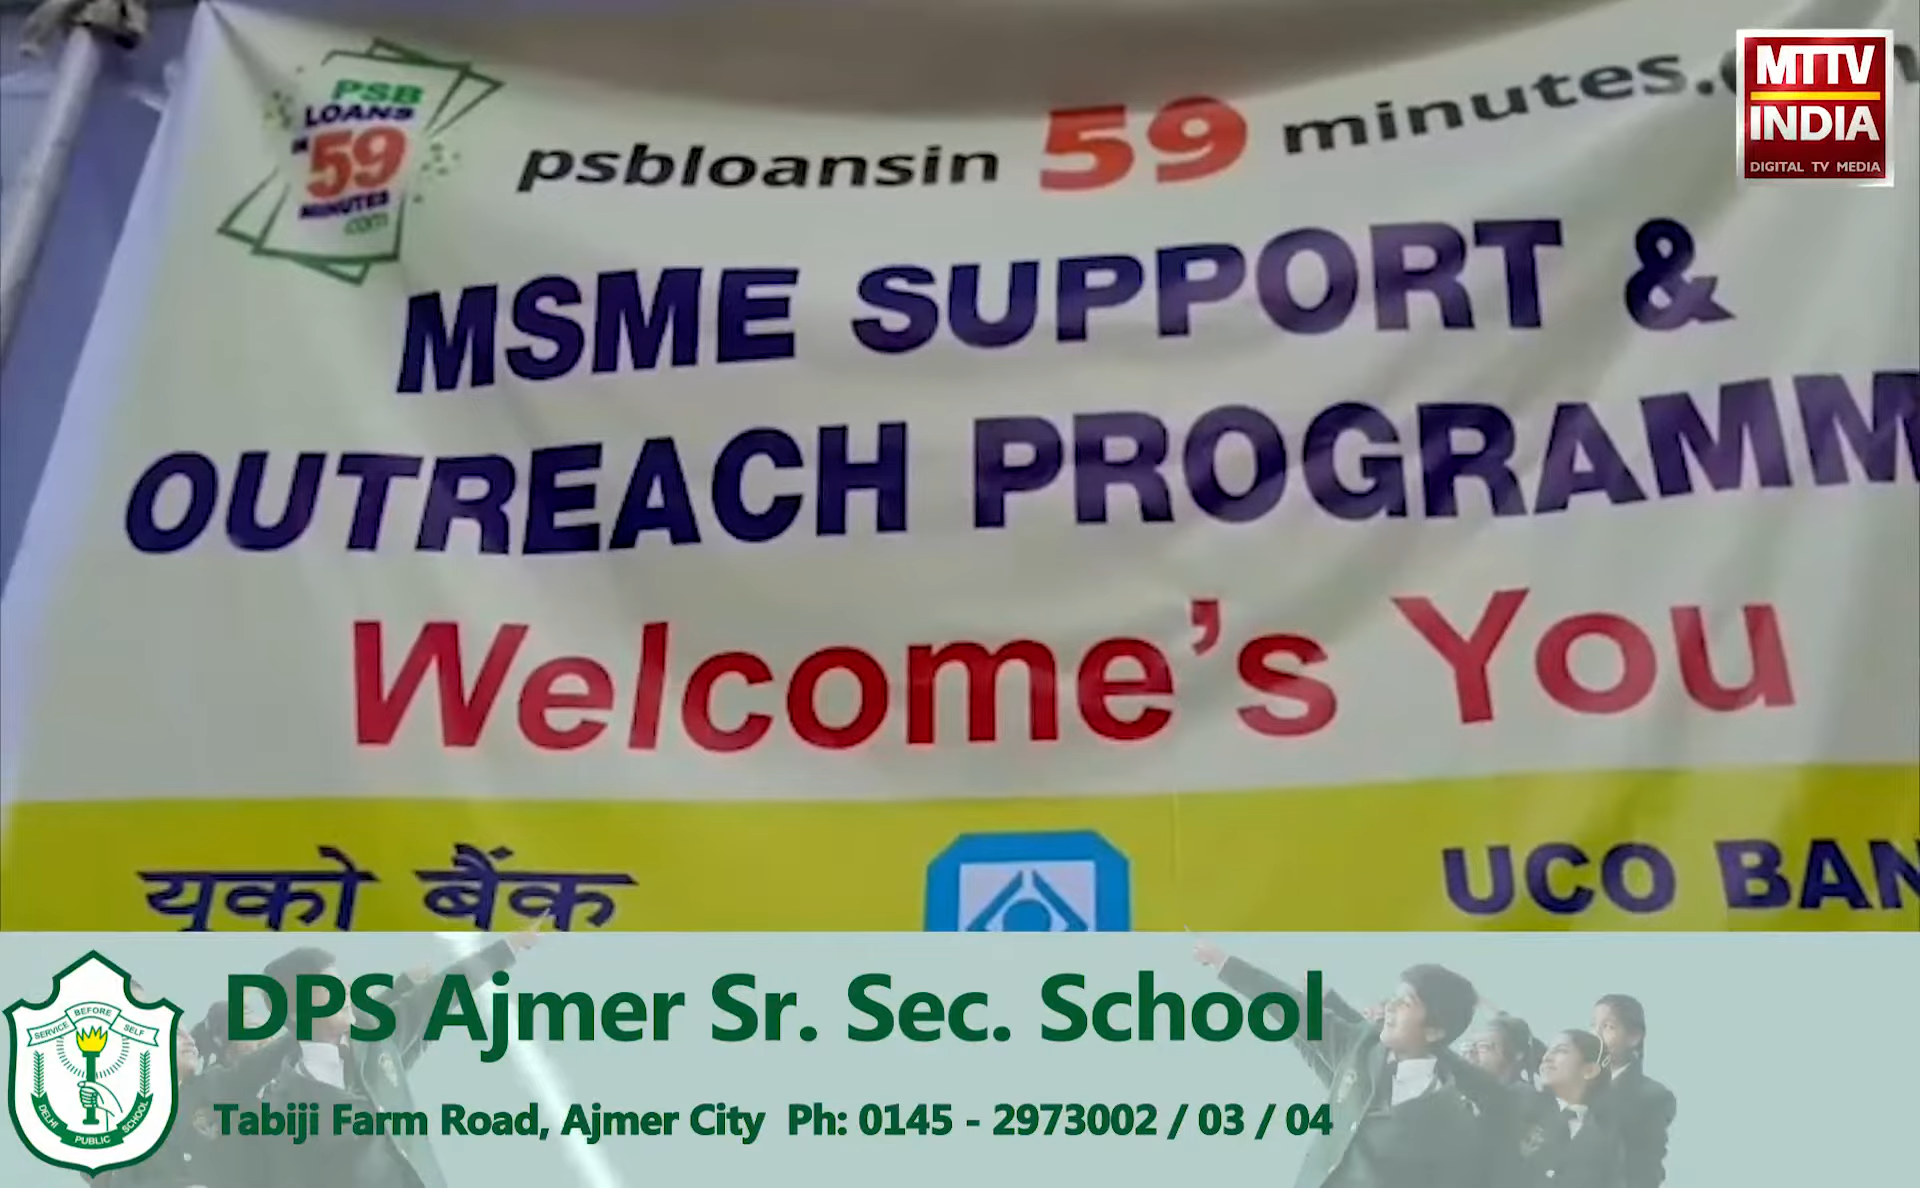 PSB
LOANS
IN
59
MINUTES
.com
psbloansin 59 minutes.
MTTV
INDIA
DIGITAL TV MEDIA
MSME SUPPORT &
OUTREACH PROGRAMM
Welcome's You
यूको बैंक
UCO BAN
SERVICE BEFORE SELF
DELHI PUBLIC SCHOOL
DPS Ajmer Sr. Sec. School
Tabiji Farm Road, Ajmer City Ph: 0145 - 2973002 / 03 / 04